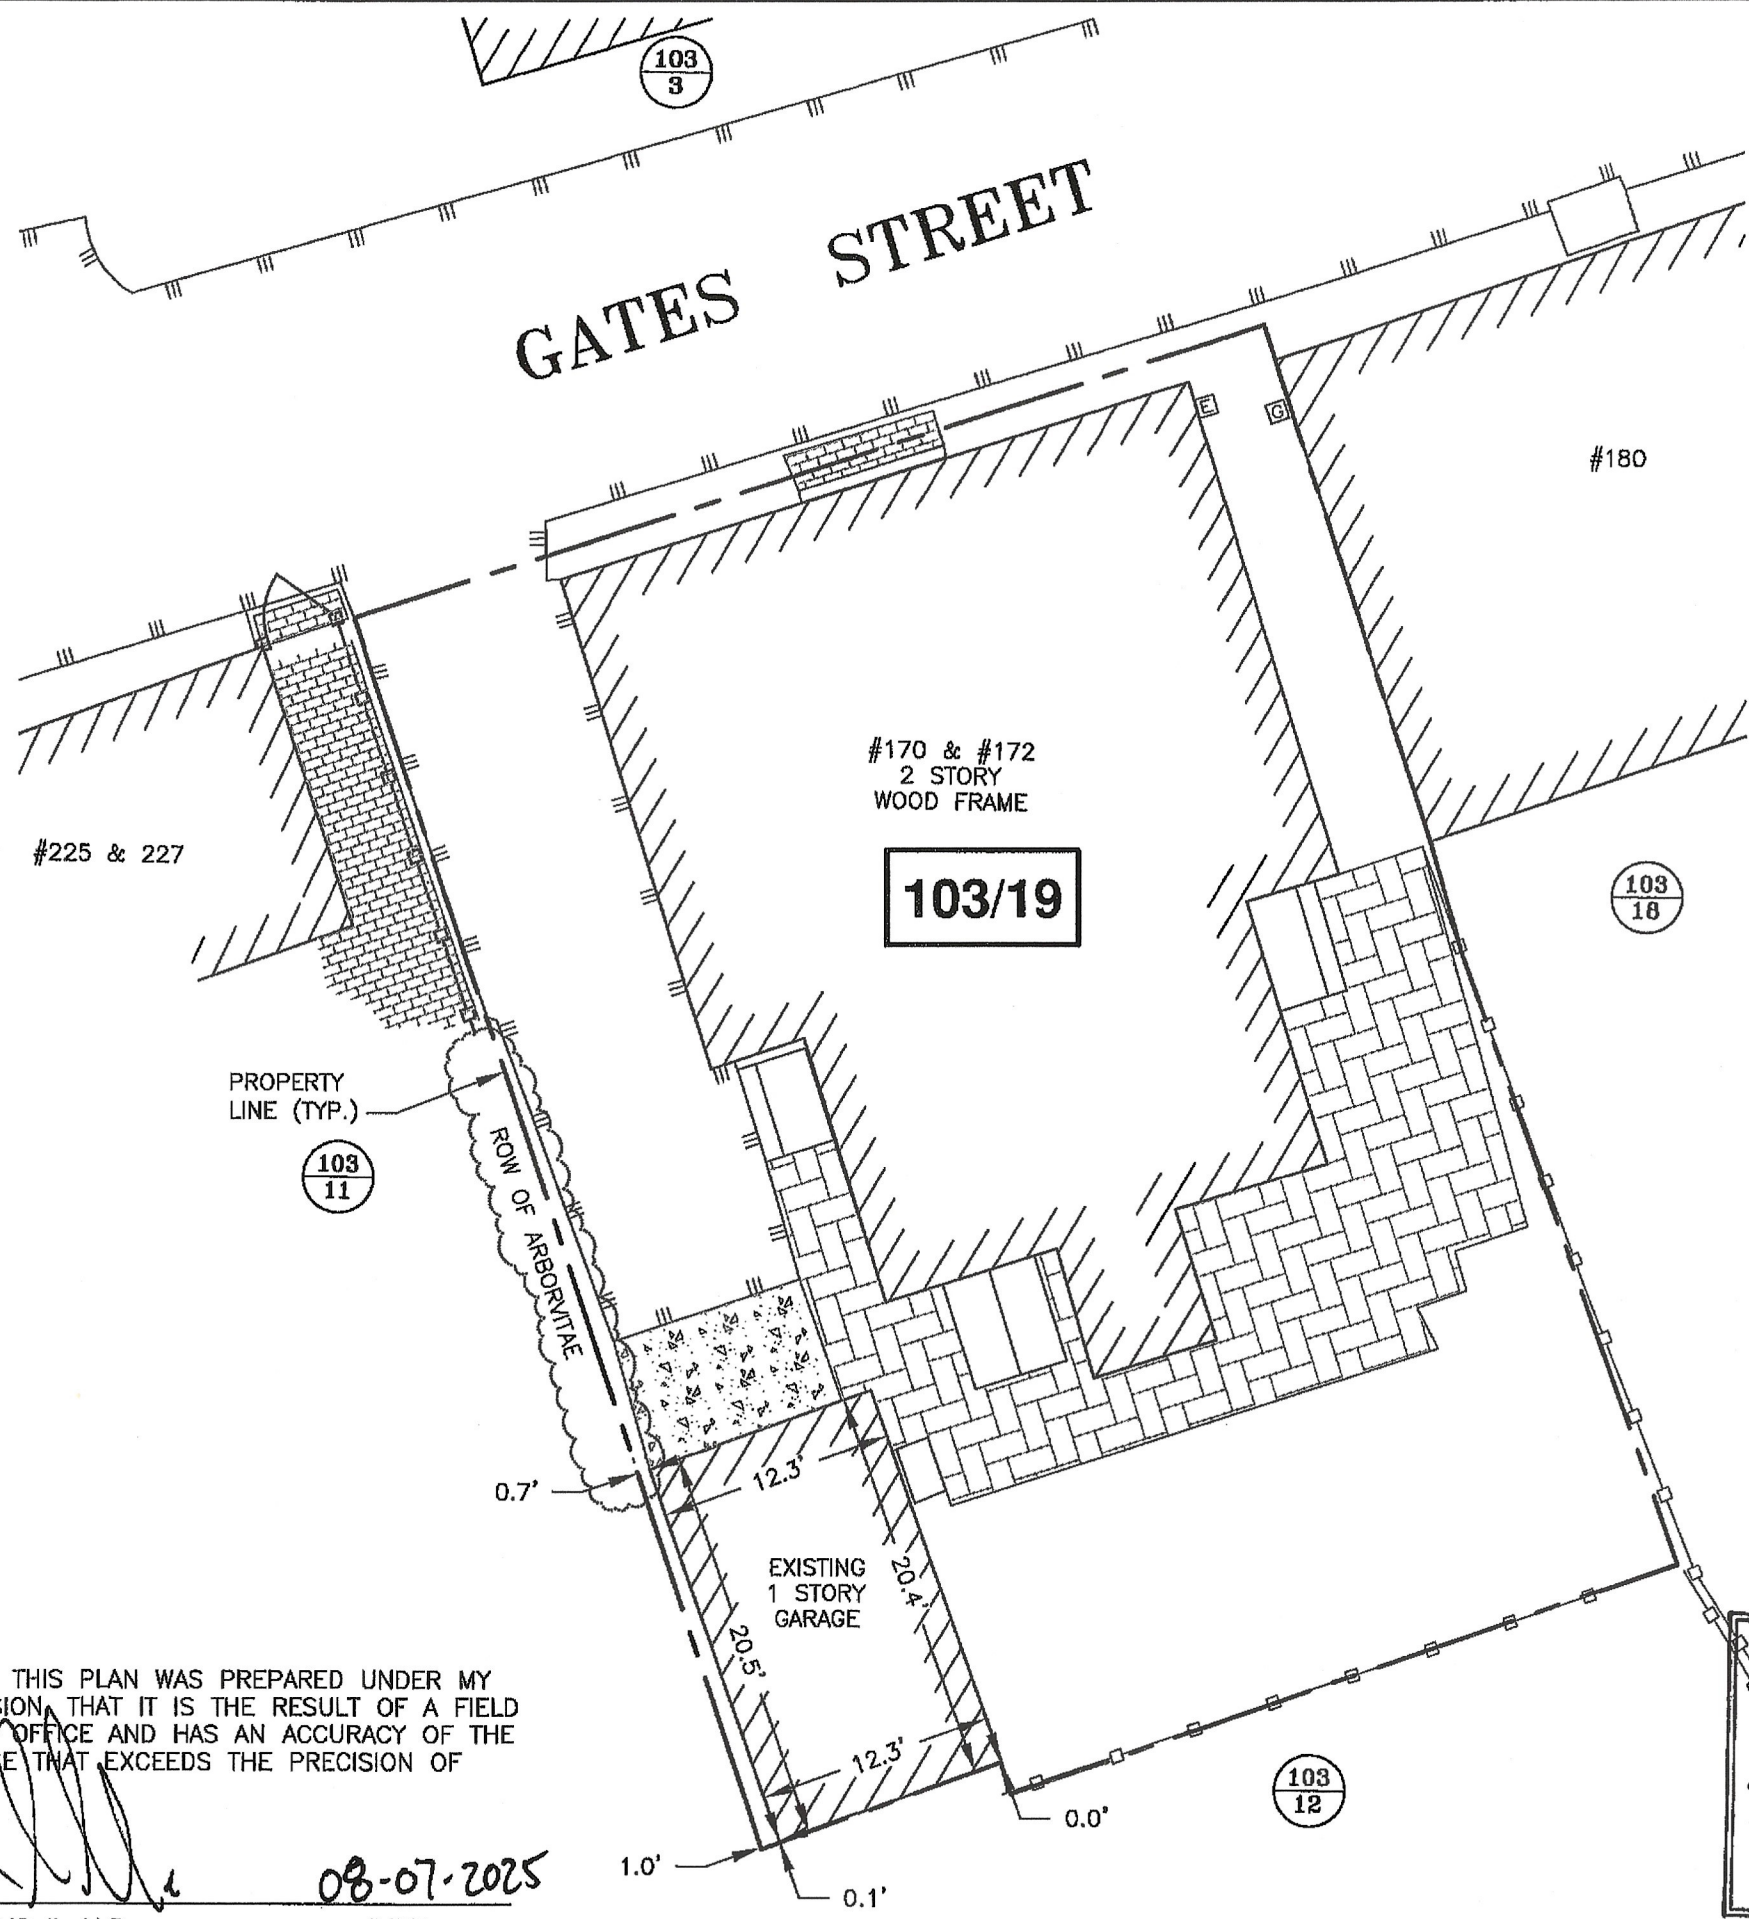 103
3
GATES STREET
E
G
#180
#170 & #172
2 STORY
WOOD FRAME
103/19
#225 & 227
103
18
PROPERTY
LINE (TYP.)
103
11
ROW OF ARBORVITAE
0.7'
12.3'
EXISTING
1 STORY
GARAGE
20.4'
20.5'
12.3'
THIS PLAN WAS PREPARED UNDER MY
SION, THAT IT IS THE RESULT OF A FIELD
OFFICE AND HAS AN ACCURACY OF THE
E THAT EXCEEDS THE PRECISION OF
103
12
0.0'
1.0'
0.1'
08-07-2025